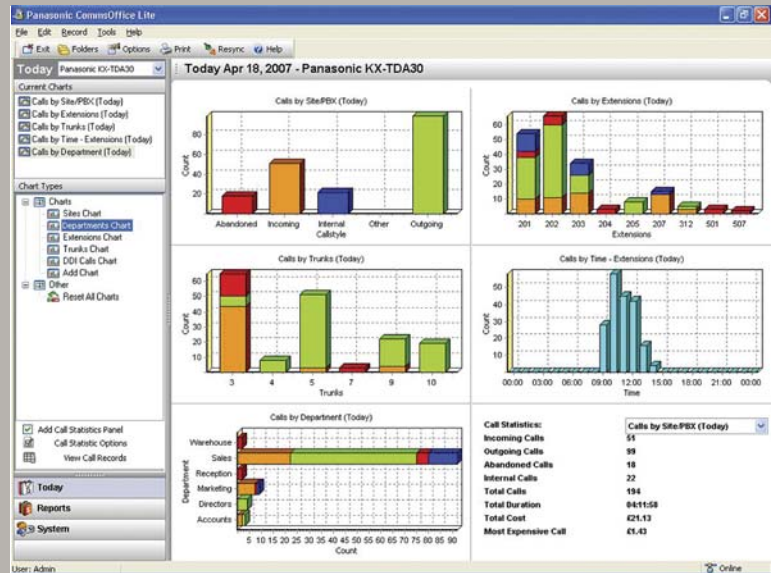 Panasonic CommsOffice Lite
File Edit Record Tools Help
Exit Folders Options Print Resync Help
Today Panasonic KX-TDA30
Today Apr 18, 2007 - Panasonic KX-TDA30
Current Charts
Calls by Site/PBX (Today)
Calls by Extensions (Today)
Calls by Trunks (Today)
Calls by Time - Extensions (Today)
Calls by Department (Today)
Chart Types
Charts
Sites Chart
Departments Chart
Extensions Chart
Trunks Chart
DDI Calls Chart
Add Chart
Other
Reset All Charts
Add Call Statistics Panel
Call Statistic Options
View Call Records
Today
Reports
System
Calls by Site/PBX (Today)
Count
80
60
40
20
Abandoned Incoming Internal Other Outgoing
Callstyle
Calls by Extensions (Today)
Count
60
50
40
30
20
10
201 202 203 204 205 207 312 501 507
Extensions
Calls by Trunks (Today)
Count
60
50
40
30
20
10
3 4 5 7 9 10
Trunks
Calls by Time - Extensions (Today)
Count
50
40
30
20
10
00:00 03:00 06:00 09:00 12:00 15:00 18:00 21:00 00:00
Time
Calls by Department (Today)
Department
Warehouse
Sales
Reception
Marketing
Directors
Accounts
5 10 15 20 25 30 35 40 45 50 55 60 65 70 75 80 85 90
Count
Call Statistics: Calls by Site/PBX (Today)
Incoming Calls 51
Outgoing Calls 99
Abandoned Calls 18
Internal Calls 22
Total Calls 194
Total Duration 04:11:58
Total Cost £21.13
Most Expensive Call £1.43
User: Admin
Online